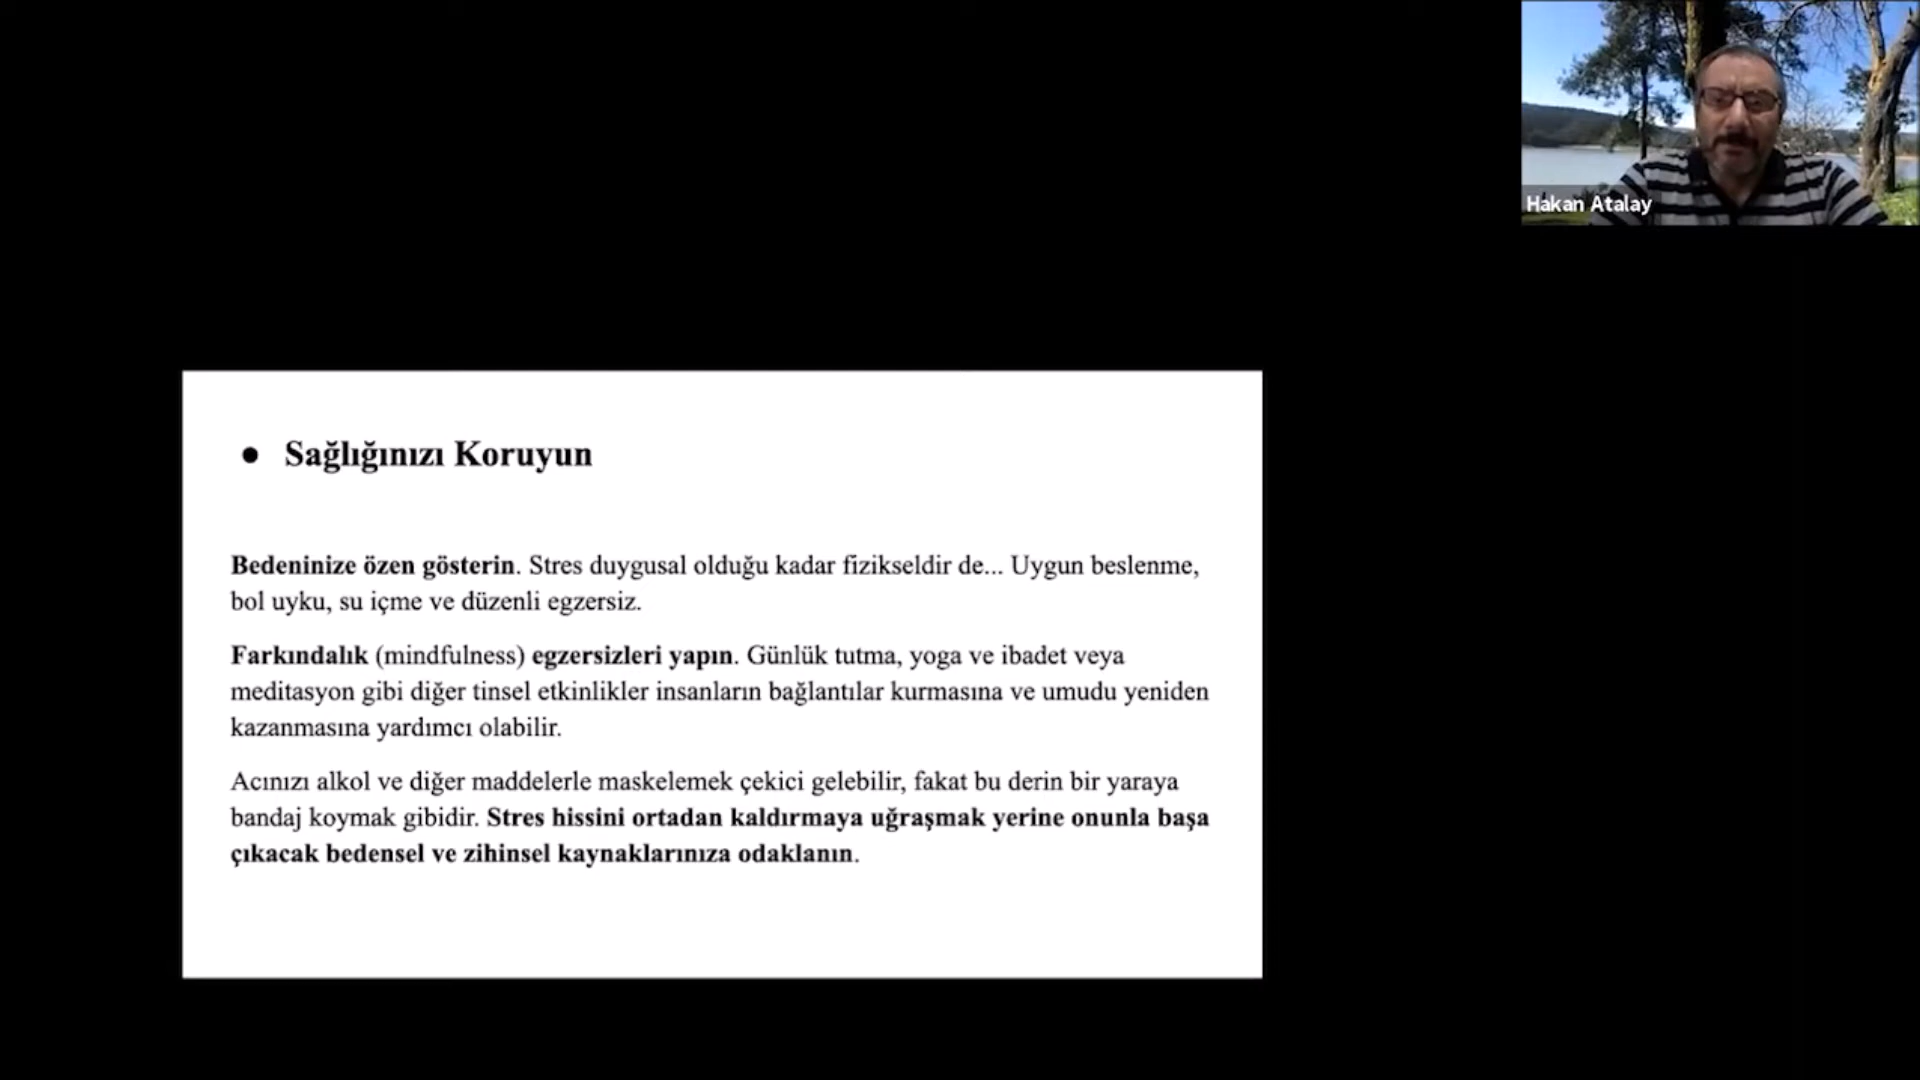 Hakan Atalay
● Sağlığınızı Koruyun
Bedeninize özen gösterin. Stres duygusal olduğu kadar fizikseldir de... Uygun beslenme,
bol uyku, su içme ve düzenli egzersiz.
Farkındalık (mindfulness) egzersizleri yapın. Günlük tutma, yoga ve ibadet veya
meditasyon gibi diğer tinsel etkinlikler insanların bağlantılar kurmasına ve umudu yeniden
kazanmasına yardımcı olabilir.
Acınızı alkol ve diğer maddelerle maskelemek çekici gelebilir, fakat bu derin bir yaraya
bandaj koymak gibidir. Stres hissini ortadan kaldırmaya uğraşmak yerine onunla başa
çıkacak bedensel ve zihinsel kaynaklarınıza odaklanın.